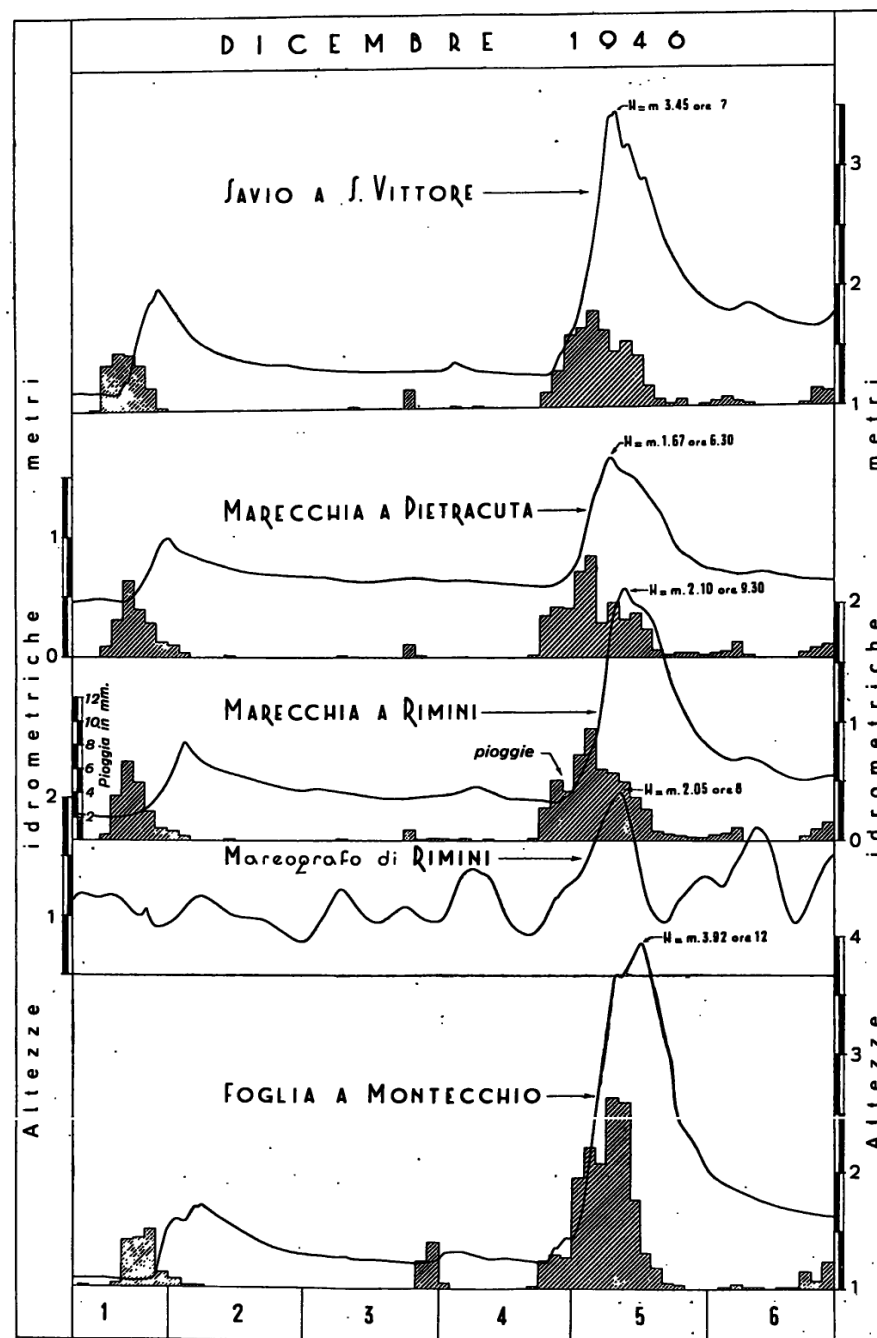 DICEMBRE 1946
H = m 3.45 ore 7
SAVIO A S. VITTORE
3
2
1
metri
metri
H = m. 1.67 ore 6.30
MARECCHIA A PIETRACUTA
1
0
H = m. 2.10 ore 9.30
2
MARECCHIA A RIMINI
1
0
12
10
8
6
4
2
Pioggia in mm.
pioggie
idrometriche
idrometriche
H = m. 2.05 ore 8
2
Mareografo di RIMINI
1
H = m. 3.92 ore 12
4
3
FOGLIA A MONTECCHIO
2
1
Altezze
Altezze
1 2 3 4 5 6